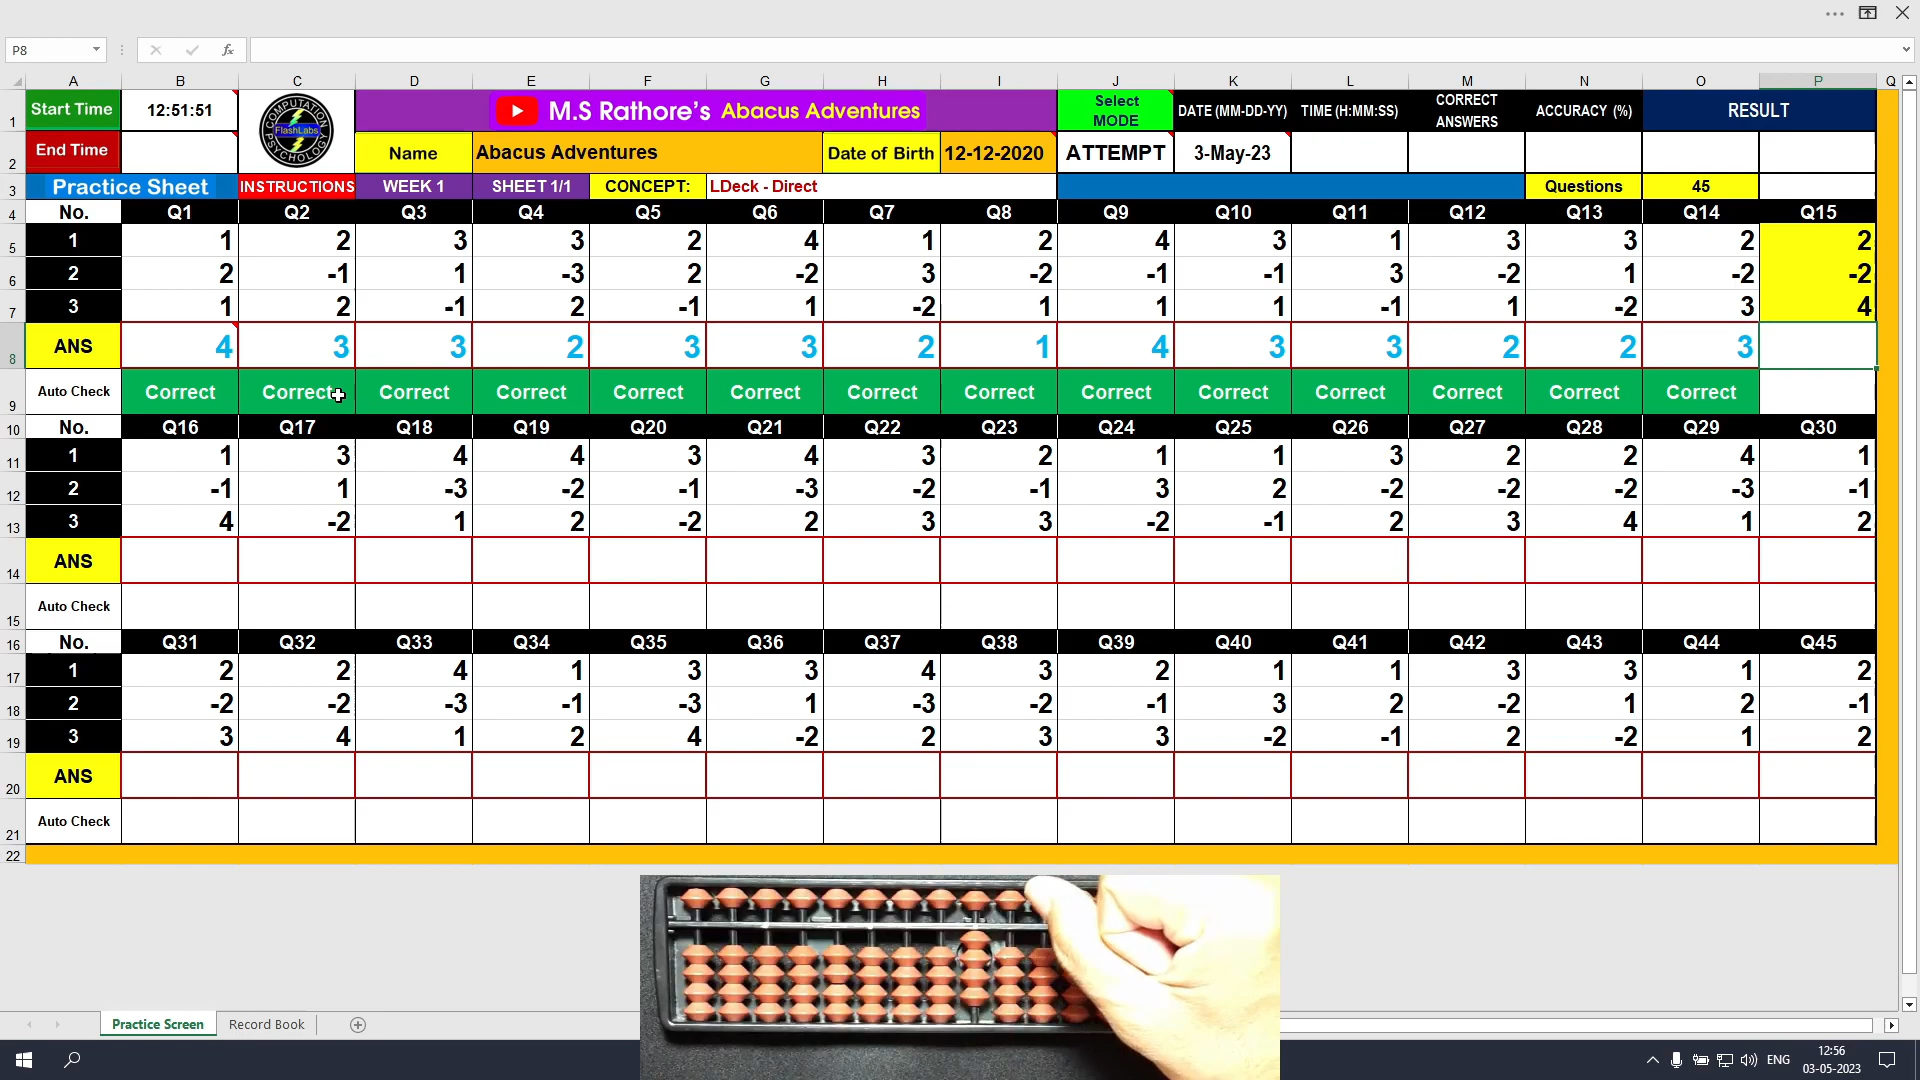 P8
fx
A B C D E F G H I J K L M N O P Q
1 Start Time 12:51:51 COMPUTATION FlashLabs PSYCHOLOGY M.S Rathore's Abacus Adventures Select MODE DATE (MM-DD-YY) TIME (H:MM:SS) CORRECT ANSWERS ACCURACY (%) RESULT
2 End Time Name Abacus Adventures Date of Birth 12-12-2020 ATTEMPT 3-May-23
3 Practice Sheet INSTRUCTIONS WEEK 1 SHEET 1/1 CONCEPT: LDeck - Direct Questions 45
4 No. Q1 Q2 Q3 Q4 Q5 Q6 Q7 Q8 Q9 Q10 Q11 Q12 Q13 Q14 Q15
5 1 1 2 3 3 2 4 1 2 4 3 1 3 3 2 2
6 2 2 -1 1 -3 2 -2 3 -2 -1 -1 3 -2 1 -2 -2
7 3 1 2 -1 2 -1 1 -2 1 1 1 -1 1 -2 3 4
8 ANS 4 3 3 2 3 3 2 1 4 3 3 2 2 3
9 Auto Check Correct Correct Correct Correct Correct Correct Correct Correct Correct Correct Correct Correct Correct Correct
10 No. Q16 Q17 Q18 Q19 Q20 Q21 Q22 Q23 Q24 Q25 Q26 Q27 Q28 Q29 Q30
11 1 1 3 4 4 3 4 3 2 1 1 3 2 2 4 1
12 2 -1 1 -3 -2 -1 -3 -2 -1 3 2 -2 -2 -2 -3 -1
13 3 4 -2 1 2 -2 2 3 3 -2 -1 2 3 4 1 2
14 ANS
15 Auto Check
16 No. Q31 Q32 Q33 Q34 Q35 Q36 Q37 Q38 Q39 Q40 Q41 Q42 Q43 Q44 Q45
17 1 2 2 4 1 3 3 4 3 2 1 1 3 3 1 2
18 2 -2 -2 -3 -1 -3 1 -3 -2 -1 3 2 -2 1 2 -1
19 3 3 4 1 2 4 -2 2 3 3 -2 -1 2 -2 1 2
20 ANS
21 Auto Check
22
Practice Screen Record Book
ENG 12:56
03-05-2023